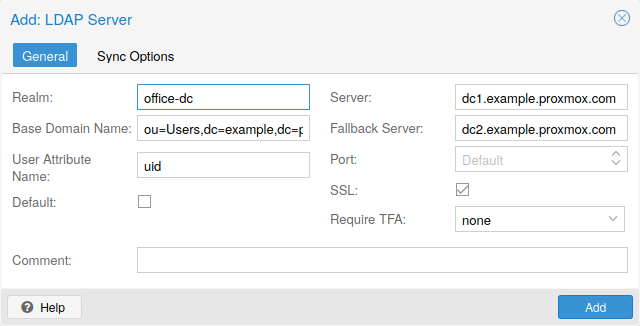 Add: LDAP Server
General
Sync Options
Realm:
office-dc
Server:
dc1.example.proxmox.com
Base Domain Name:
ou=Users,dc=example,dc=p
Fallback Server:
dc2.example.proxmox.com
User Attribute
Name:
uid
Port:
Default
Default:
SSL:
Require TFA:
none
Comment:
Help
Add